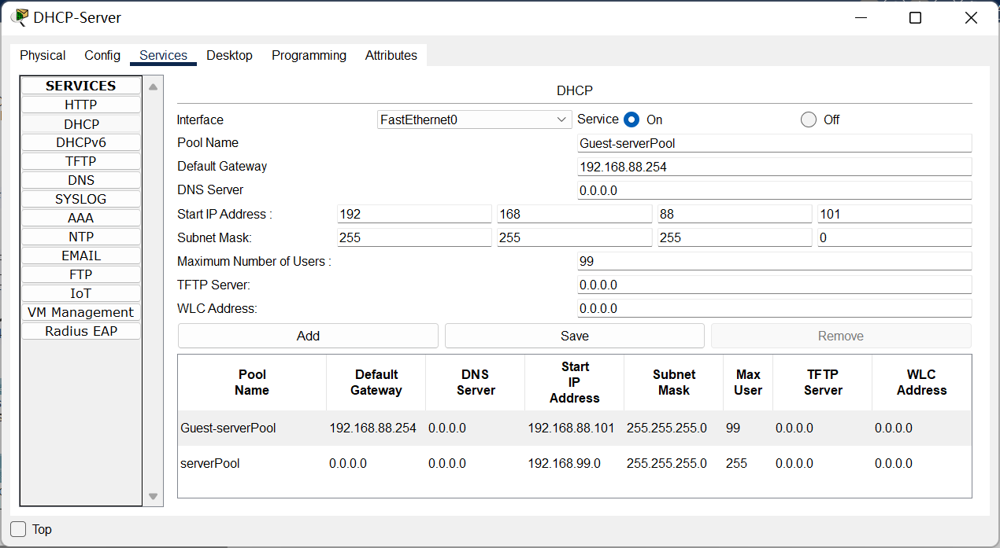 DHCP-Server
Physical Config Services Desktop Programming Attributes
SERVICES
HTTP
DHCP
DHCPv6
TFTP
DNS
SYSLOG
AAA
NTP
EMAIL
FTP
IoT
VM Management
Radius EAP
DHCP
Interface FastEthernet0 Service On Off
Pool Name Guest-serverPool
Default Gateway 192.168.88.254
DNS Server 0.0.0.0
Start IP Address : 192 168 88 101
Subnet Mask: 255 255 255 0
Maximum Number of Users : 99
TFTP Server: 0.0.0.0
WLC Address: 0.0.0.0
Add Save Remove
Pool Name Default Gateway DNS Server Start IP Address Subnet Mask Max User TFTP Server WLC Address
Guest-serverPool 192.168.88.254 0.0.0.0 192.168.88.101 255.255.255.0 99 0.0.0.0 0.0.0.0
serverPool 0.0.0.0 0.0.0.0 192.168.99.0 255.255.255.0 255 0.0.0.0 0.0.0.0
Top